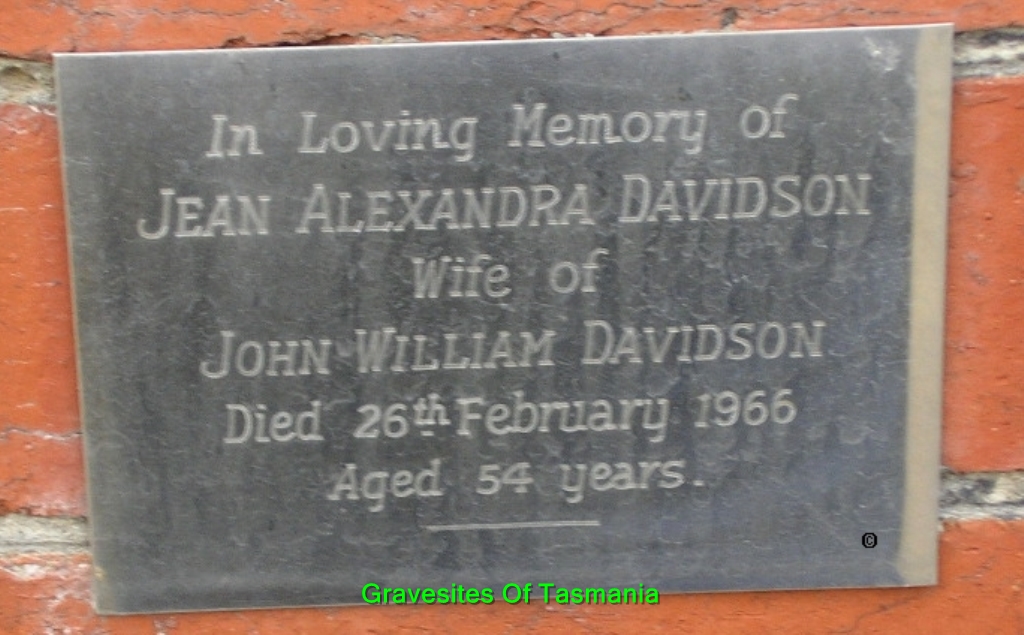 In Loving Memory of
JEAN ALEXANDRA DAVIDSON
Wife of
JOHN WILLIAM DAVIDSON
Died 26th February 1966
Aged 54 years.
©
Gravesites Of Tasmania